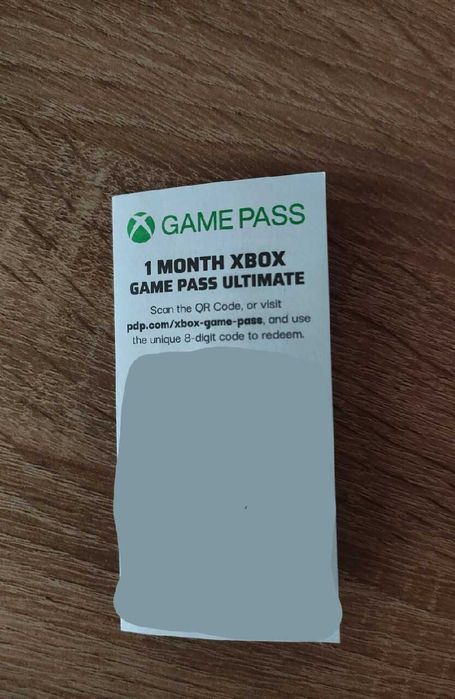 GAME PASS
1 MONTH XBOX
GAME PASS ULTIMATE
Scan the QR Code, or visit
pdp.com/xbox-game-pass, and use
the unique 8-digit code to redeem.